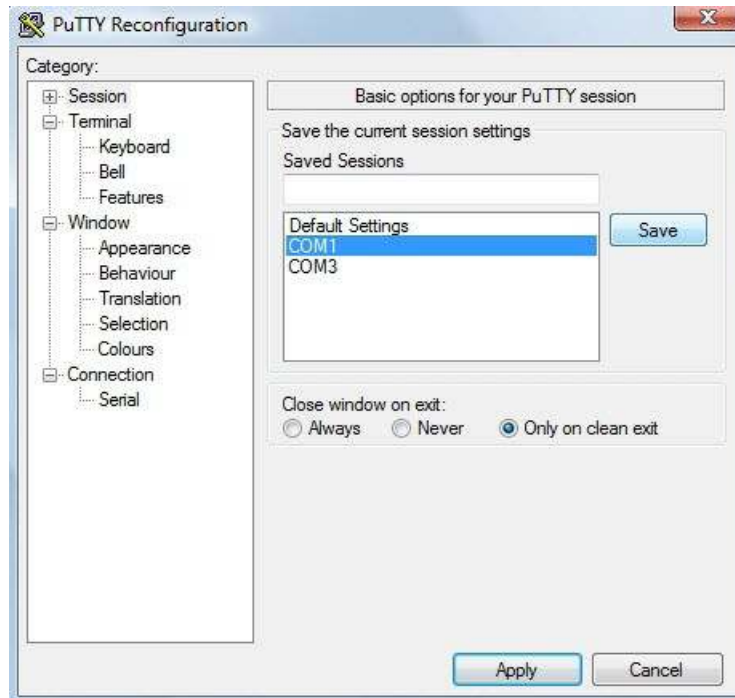 PuTTY Reconfiguration
Category:
Session
Terminal
Keyboard
Bell
Features
Window
Appearance
Behaviour
Translation
Selection
Colours
Connection
Serial
Basic options for your PuTTY session
Save the current session settings
Saved Sessions
Default Settings
COM1
COM3
Save
Close window on exit:
Always Never Only on clean exit
Apply Cancel